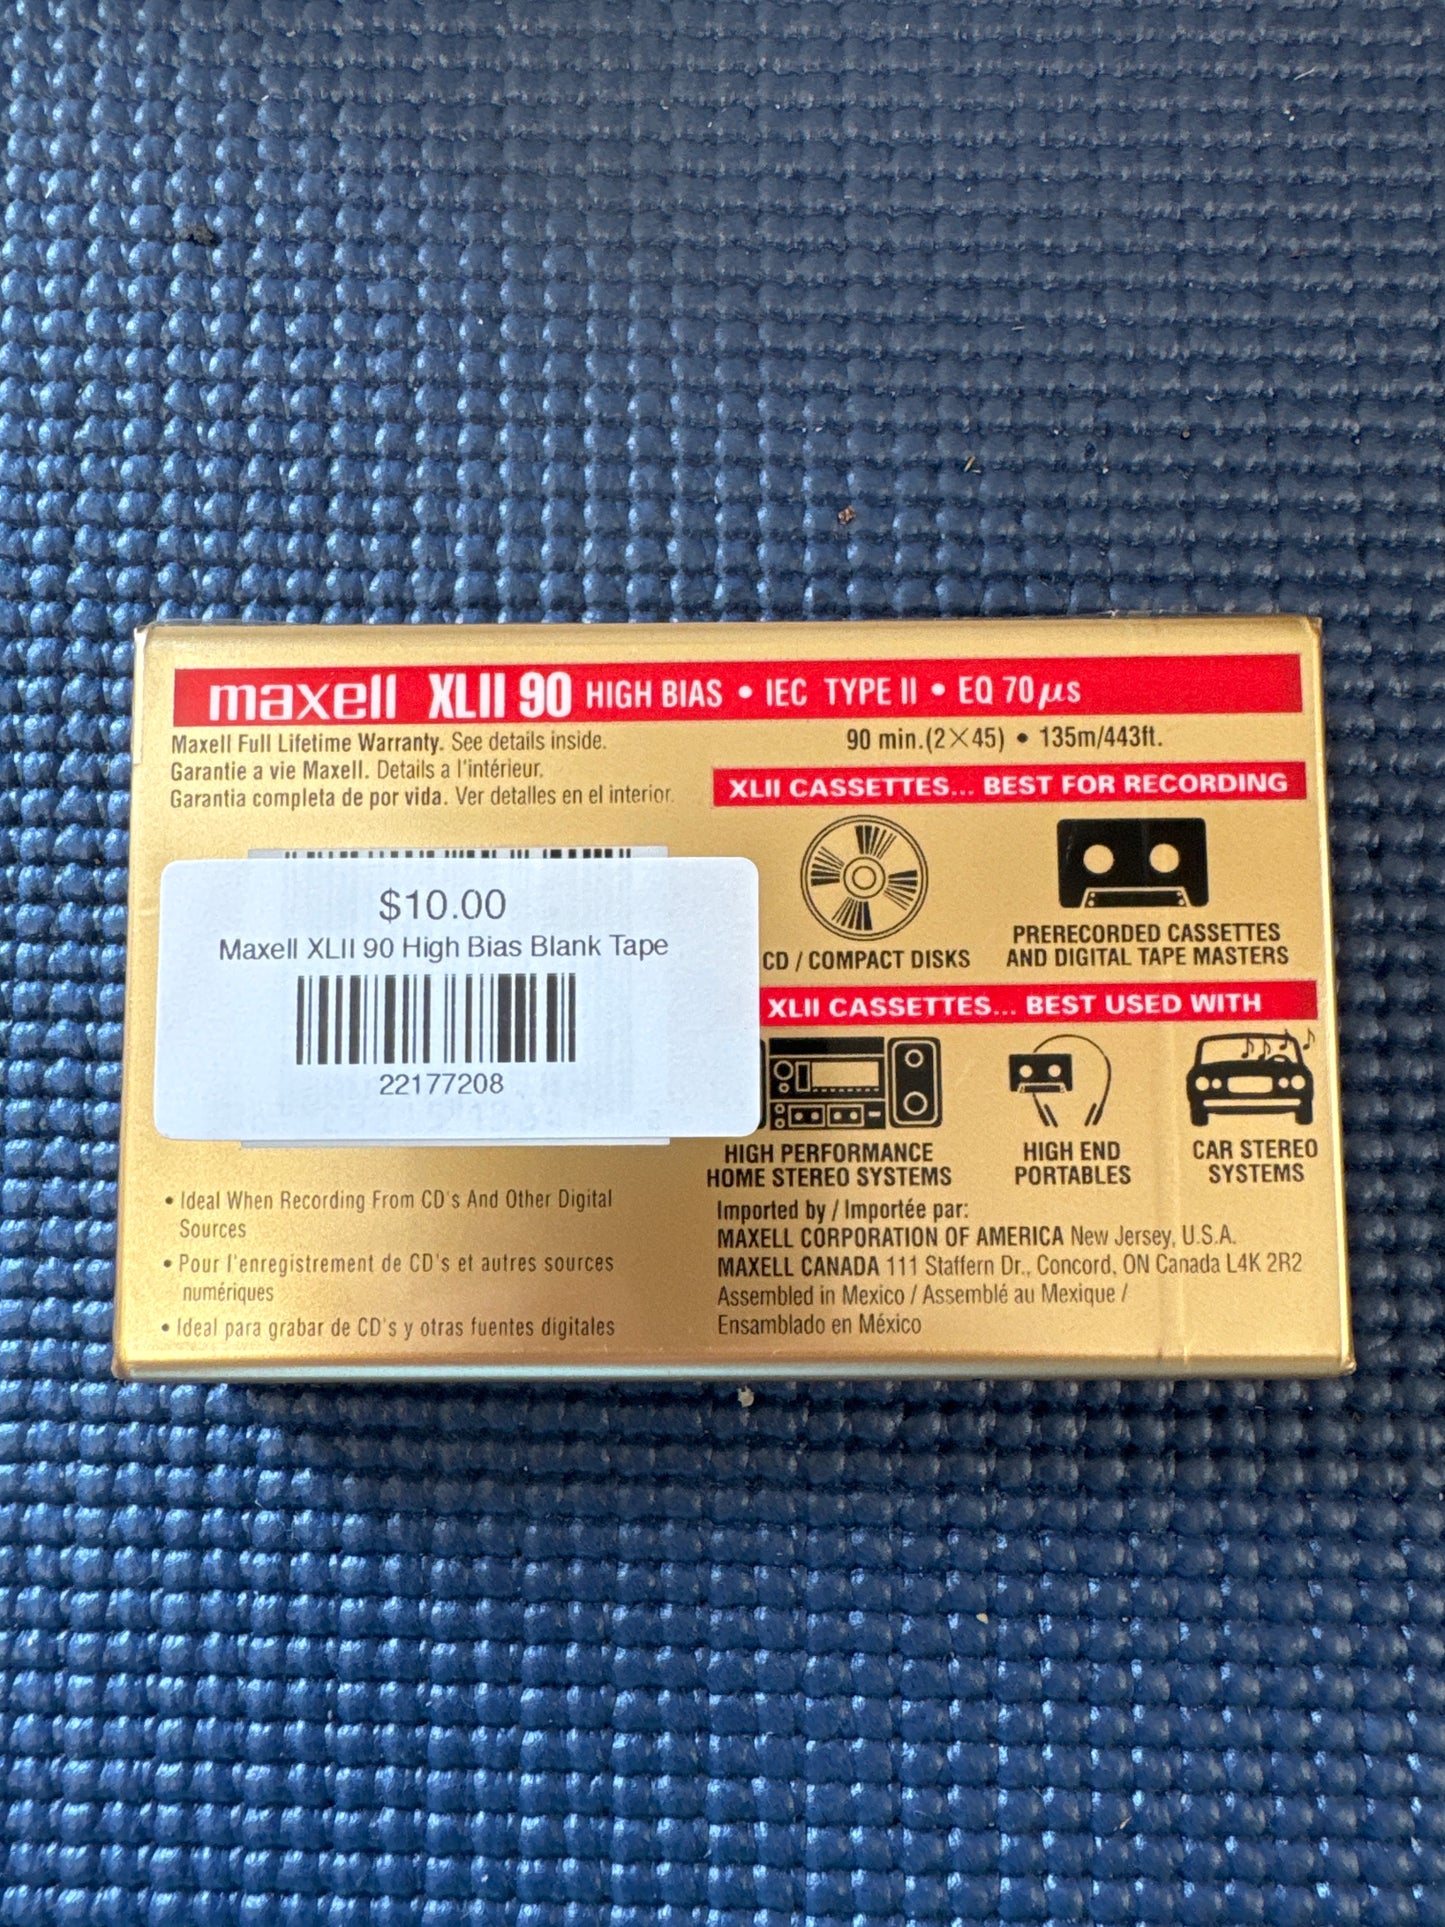 maxell XLII 90 HIGH BIAS • IEC TYPE II • EQ 70µs
Maxell Full Lifetime Warranty. See details inside.
Garantie a vie Maxell. Details a l'intérieur.
Garantia completa de por vida. Ver detalles en el interior.
90 min.(2×45) • 135m/443ft.
XLII CASSETTES... BEST FOR RECORDING
CD / COMPACT DISKS
PRERECORDED CASSETTES
AND DIGITAL TAPE MASTERS
$10.00
Maxell XLII 90 High Bias Blank Tape
22177208
XLII CASSETTES... BEST USED WITH
HIGH PERFORMANCE
HOME STEREO SYSTEMS
HIGH END
PORTABLES
CAR STEREO
SYSTEMS
• Ideal When Recording From CD's And Other Digital
Sources
• Pour l'enregistrement de CD's et autres sources
numériques
• Ideal para grabar de CD's y otras fuentes digitales
Imported by / Importée par:
MAXELL CORPORATION OF AMERICA New Jersey, U.S.A.
MAXELL CANADA 111 Staffern Dr., Concord, ON Canada L4K 2R2
Assembled in Mexico / Assemblé au Mexique /
Ensamblado en México